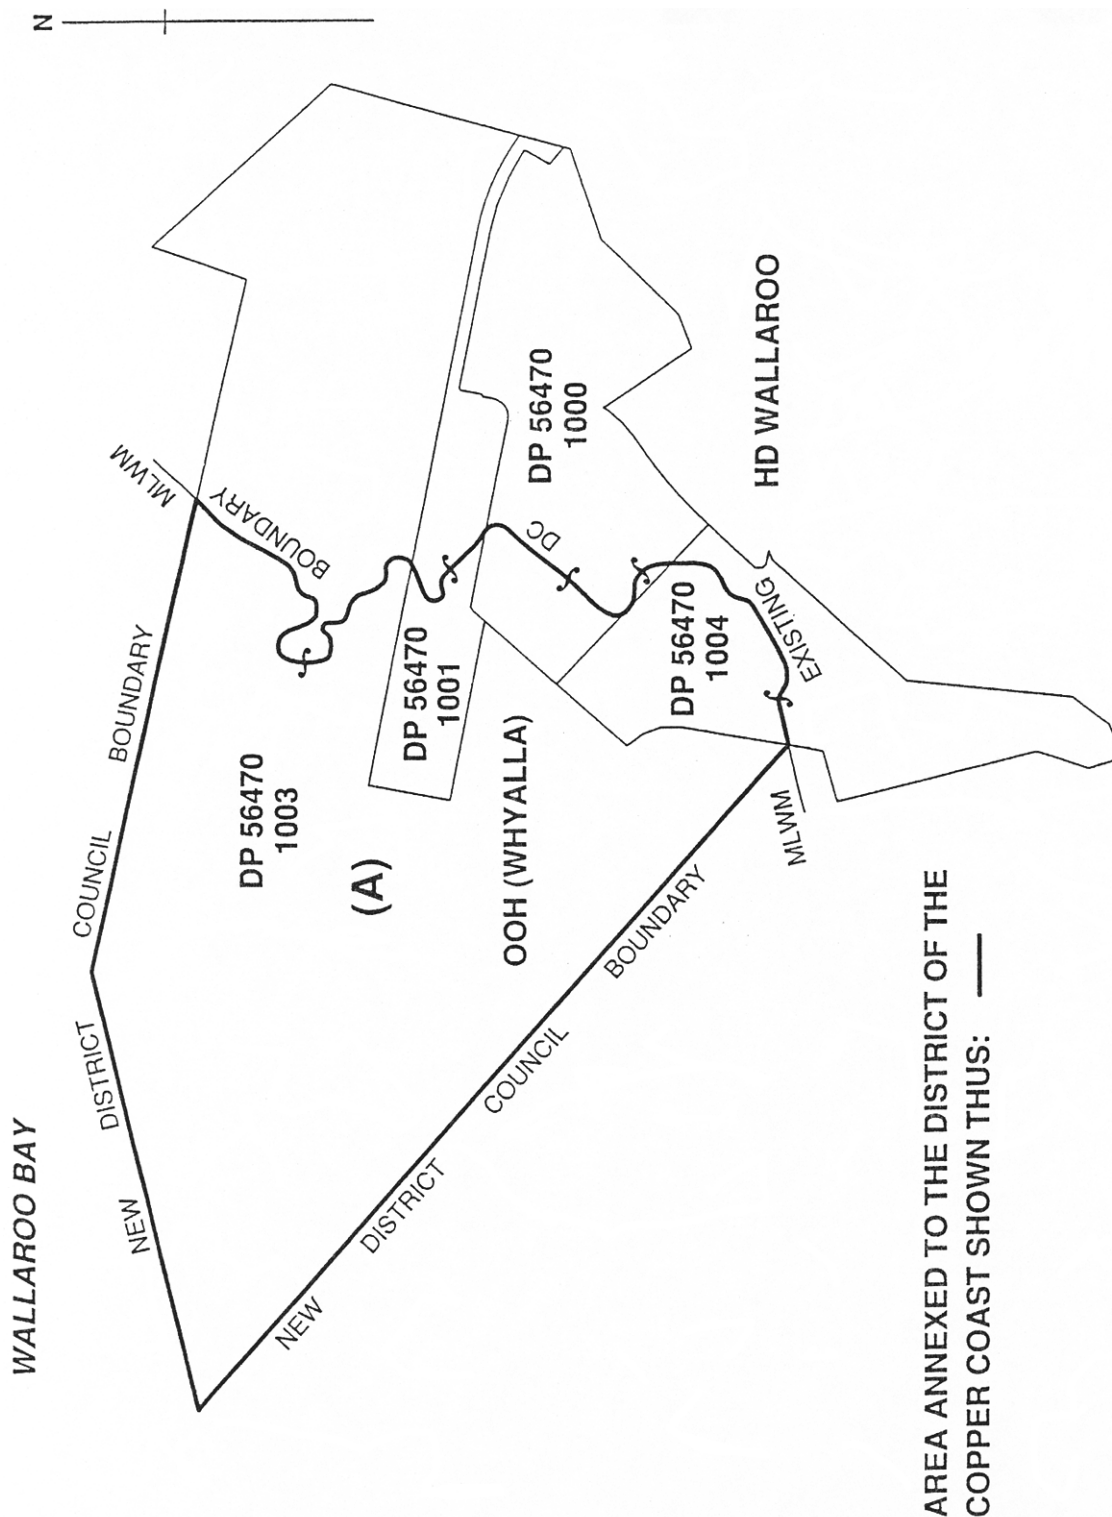 N
WALLAROO BAY
NEW DISTRICT COUNCIL BOUNDARY
MLWM
BOUNDARY
DP 56470
1003
(A)
DP 56470
1001
DP 56470
1000
DC
OOH (WHYALLA)
DP 56470
1004
EXISTING
HD WALLAROO
NEW DISTRICT COUNCIL BOUNDARY
MLWM
AREA ANNEXED TO THE DISTRICT OF THE
COPPER COAST SHOWN THUS: